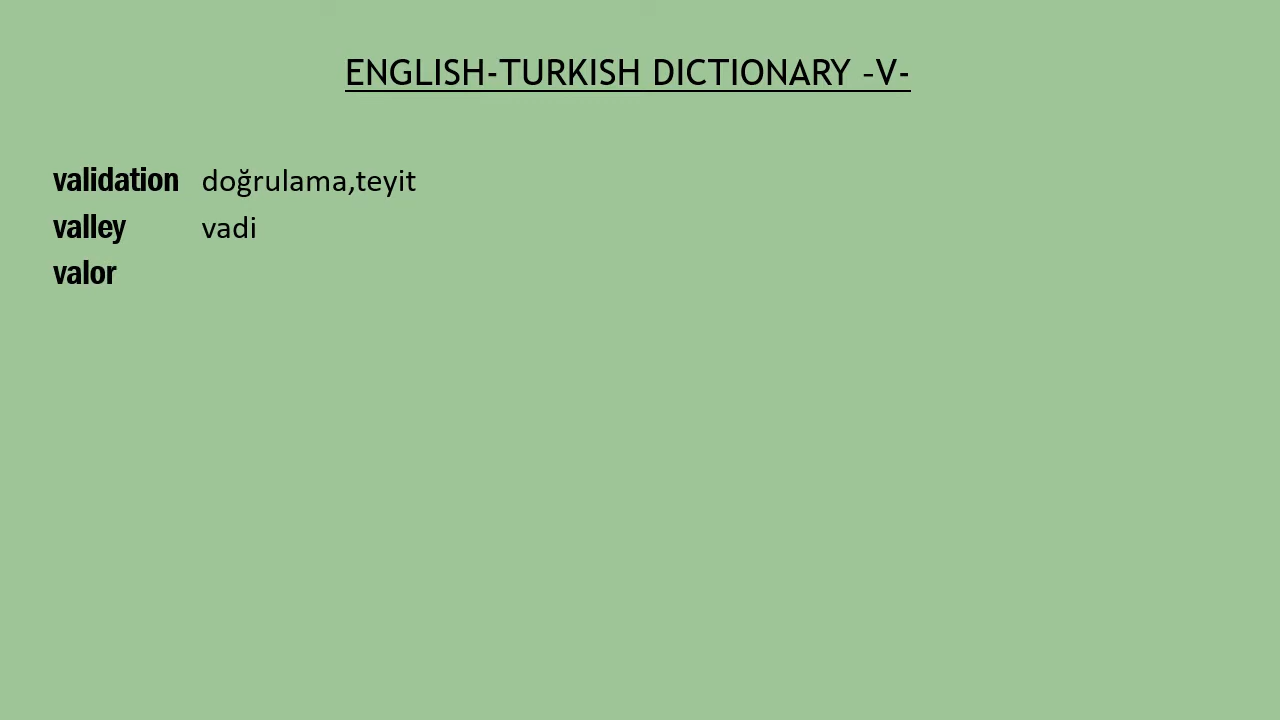 ENGLISH-TURKISH DICTIONARY –V-
validation doğrulama,teyit
valley vadi
valor